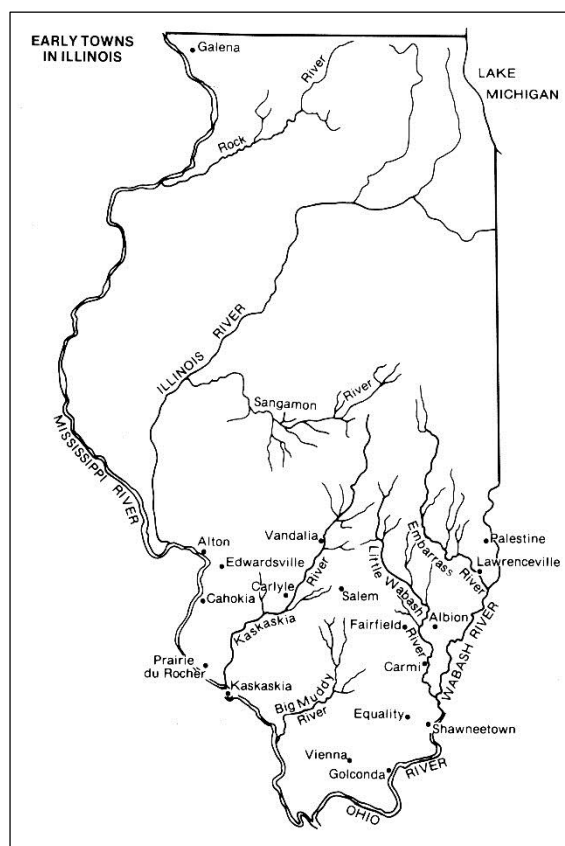 EARLY TOWNS
IN ILLINOIS
Galena
LAKE
MICHIGAN
Rock River
ILLINOIS RIVER
Sangamon River
MISSISSIPPI RIVER
Alton
Vandalia
Palestine
Edwardsville
Embarrass River
Lawrenceville
Carlyle
Cahokia
Salem
Little Wabash River
Kaskaskia River
Fairfield
Albion
WABASH RIVER
Prairie
du Rocher
Carmi
Kaskaskia
Big Muddy
River
Equality
Shawneetown
Vienna
Golconda
OHIO RIVER